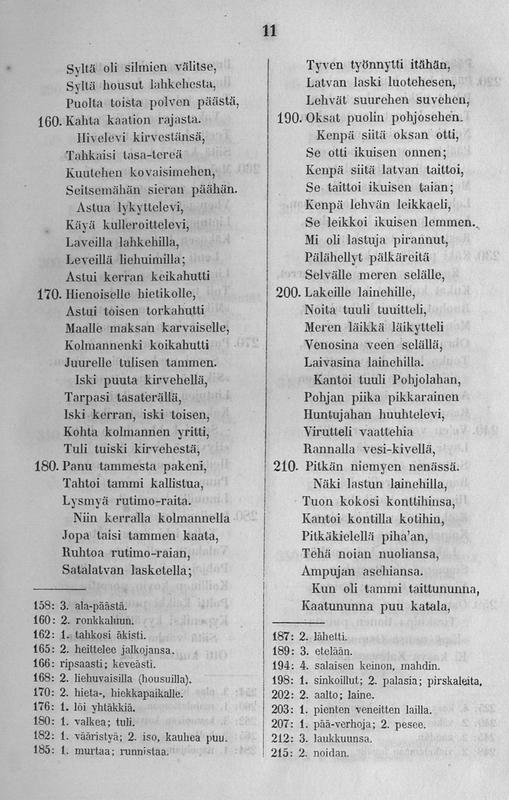 11
Syltä oli silmien välitse,
Syltä housut lahkehesta,
Puolta toista polven päästä,
160. Kahta kaation rajasta.
Hivelevi kirvestänsä,
Tahkaisi tasa-tereä
Kuutehen kovaisimehen,
Seitsemähän sieran päähän.
Astua lykyttelevi,
Käyä kulleroittelevi,
Laveilla lahkehilla,
Leveillä liehuimilla;
Astui kerran keikahutti
170. Hienoiselle hietikolle,
Astui toisen torkahutti
Maalle maksan karvaiselle,
Kolmannenki koikahutti
Juurelle tulisen tammen.
Iski puuta kirvehellä,
Tarpasi tasaterällä,
Iski kerran, iski toisen,
Kohta kolmannen yritti,
Tuli tuiski kirvehestä,
180. Panu tammesta pakeni,
Tahtoi tammi kallistua,
Lysmyä rutimo-raita.
Niin kerralla kolmannella
Jopa taisi tammen kaata,
Ruhtoa rutimo-raian,
Satalatvan lasketella;
158: 3. ala-päästä.
160: 2. ronkkaluun.
162: 1. tahkosi äkisti.
165: 2. heittelee jalkojansa.
166: ripsaasti; keveästi.
168: 2. liehuvaisilla (housuilla).
170: 2. hieta-, hiekkapaikalle.
176: 1. löi yhtäkkiä.
180: 1. valkea; tuli.
182: 1. vääristyä; 2. iso, kauhea puu.
185: 1. murtaa; runnistaa.
Tyven työnnytti itähän,
Latvan laski luotehesen,
Lehvät suurehen suvehen,
190. Oksat puolin pohjosehen.
Kenpä siitä oksan otti,
Se otti ikuisen onnen;
Kenpä siitä latvan taittoi,
Se taittoi ikuisen taian;
Kenpä lehvän leikkaeli,
Se leikkoi ikuisen lemmen.
Mi oli lastuja pirannut,
Pälähellyt pälkäreitä
Selvälle meren selälle,
200. Lakeille lainehille,
Noita tuuli tuuitteli,
Meren läikkä läikytteli
Venosina veen selällä,
Laivasina lainehilla.
Kantoi tuuli Pohjolahan,
Pohjan piika pikkarainen
Huntujahan huuhtelevi,
Virutteli vaattehia
Rannalla vesi-kivellä,
210. Pitkän niemyen nenässä.
Näki lastun lainehilla,
Tuon kokosi konttihinsa,
Kantoi kontilla kotihin,
Pitkäkielellä piha'an,
Tehä noian nuoliansa,
Ampujan asehiansa.
Kun oli tammi taittununna,
Kaatununna puu katala,
187: 2. lähetti.
189: 3. etelään.
194: 4. salaisen keinon, mahdin.
198: 1. sinkoillut; 2. palasia; pirskaleita.
202: 2. aalto; laine.
203: 1. pienten veneitten lailla.
207: 1. pää-verhoja; 2. pesee.
212: 3. laukkuunsa.
215: 2. noidan.